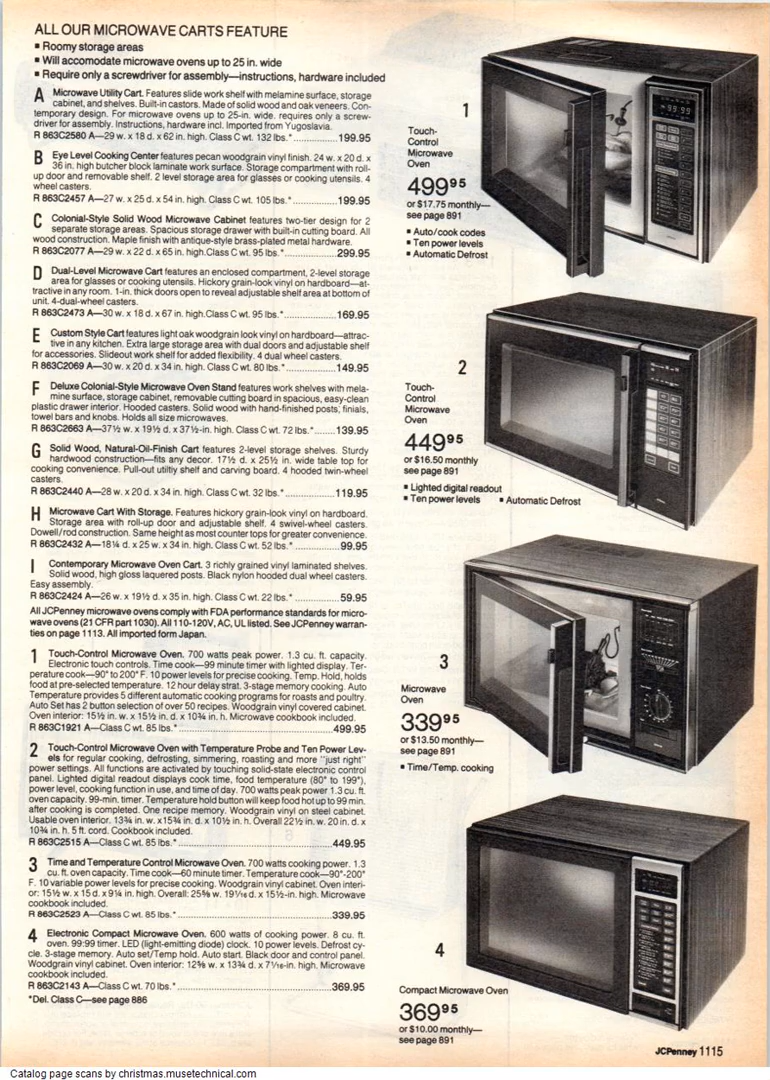 ALL OUR MICROWAVE CARTS FEATURE
▪ Roomy storage areas
▪ Will accomodate microwave ovens up to 25 in. wide
▪ Require only a screwdriver for assembly—instructions, hardware included
A Microwave Utility Cart. Features slide work shelf with melamine surface, storage
cabinet, and shelves. Built-in castors. Made of solid wood and oak veneers. Con-
temporary design. For microwave ovens up to 25-in. wide. requires only a screw-
driver for assembly. Instructions, hardware incl. Imported from Yugoslavia.
R 863C2580 A—29 w. x 18 d. x 62 in. high. Class C wt. 132 lbs.*..................199.95
B Eye Level Cooking Center features pecan woodgrain vinyl finish. 24 w. x 20 d. x
36 in. high butcher block laminate work surface. Storage compartment with roll-
up door and removable shelf. 2 level storage area for glasses or cooking utensils. 4
wheel casters.
R 863C2457 A—27 w. x 25 d. x 54 in. high. Class C wt. 105 lbs.*..................199.95
C Colonial-Style Solid Wood Microwave Cabinet features two-tier design for 2
separate storage areas. Spacious storage drawer with built-in cutting board. All
wood construction. Maple finish with antique-style brass-plated metal hardware.
R 863C2077 A—29 w. x 22 d. x 65 in. high.Class C wt. 95 lbs.*..................299.95
D Dual-Level Microwave Cart features an enclosed compartment, 2-level storage
area for glasses or cooking utensils. Hickory grain-look vinyl on hardboard—at-
tractive in any room. 1-in. thick doors open to reveal adjustable shelf area at bottom of
unit. 4-dual-wheel casters.
R 863C2473 A—30 w. x 18 d. x 67 in. high.Class C wt. 95 lbs.*..................169.95
E Custom Style Cart features light oak woodgrain look vinyl on hardboard—attrac-
tive in any kitchen. Extra large storage area with dual doors and adjustable shelf
for accessories. Slideout work shelf for added flexibility. 4 dual wheel casters.
R 863C2069 A—30 w. x 20 d. x 34 in. high. Class C wt. 80 lbs.*..................149.95
F Deluxe Colonial-Style Microwave Oven Stand features work shelves with mela-
mine surface, storage cabinet, removable cutting board in spacious, easy-clean
plastic drawer interior. Hooded casters. Solid wood with hand-finished posts, finials,
towel bars and knobs. Holds all size microwaves.
R 863C2663 A—37½ w. x 19½ d. x 37½-in. high. Class C wt. 72 lbs.*........139.95
G Solid Wood, Natural-Oil-Finish Cart features 2-level storage shelves. Sturdy
hardwood construction—fits any decor. 17½ d. x 25½ in. wide table top for
cooking convenience. Pull-out utiltiy shelf and carving board. 4 hooded twin-wheel
casters.
R 863C2440 A—28 w. x 20 d. x 34 in. high. Class C wt. 32 lbs.*..................119.95
H Microwave Cart With Storage. Features hickory grain-look vinyl on hardboard.
Storage area with roll-up door and adjustable shelf. 4 swivel-wheel casters.
Dowell/rod construction. Same height as most counter tops for greater convenience.
R 863C2432 A—18¼ d. x 25 w. x 34 in. high. Class C wt. 52 lbs.*..................99.95
I Contemporary Microwave Oven Cart. 3 richly grained vinyl laminated shelves.
Solid wood, high gloss laquered posts. Black nylon hooded dual wheel casters.
Easy assembly.
R 863C2424 A—26 w. x 19½ d. x 35 in. high. Class C wt. 22 lbs.*..................59.95
All JCPenney microwave ovens comply with FDA performance standards for micro-
wave ovens (21 CFR part 1030). All 110-120V, AC, UL listed. See JCPenney warran-
ties on page 1113. All imported form Japan.
1 Touch-Control Microwave Oven. 700 watts peak power. 1.3 cu. ft. capacity.
Electronic touch controls. Time cook—99 minute timer with lighted display. Ter-
perature cook—90° to 200° F. 10 power levels for precise cooking. Temp. Hold, holds
food at pre-selected temperature. 12 hour delay strat. 3-stage memory cooking. Auto
Temperature provides 5 different automatic cooking programs for roasts and poultry.
Auto Set has 2 button selection of over 50 recipes. Woodgrain vinyl covered cabinet.
Oven interior: 15½ in. w. x 15½ in. d. x 10¾ in. h. Microwave cookbook included.
R 863C1921 A—Class C wt. 85 lbs.*..................499.95
2 Touch-Control Microwave Oven with Temperature Probe and Ten Power Lev-
els for regular cooking, defrosting, simmering, roasting and more "just right"
power settings. All functions are activated by touching solid-state electronic control
panel. Lighted digital readout displays cook time, food temperature (80° to 199°),
power level, cooking function in use, and time of day. 700 watts peak power 1.3 cu. ft.
oven capacity. 99-min. timer. Temperature hold button will keep food hot up to 99 min.
after cooking is completed. One recipe memory. Woodgrain vinyl on steel cabinet.
Usable oven interior. 13¾ in. w. x15¾ in. d. x 10½ in. h. Overall 22½ in. w. 20 in. d. x
10¾ in. h. 5 ft. cord. Cookbook included.
R 863C2515 A—Class C wt. 85 lbs.*..................449.95
3 Time and Temperature Control Microwave Oven. 700 watts cooking power. 1.3
cu. ft. oven capacity. Time cook—60 minute timer. Temperature cook—90°-200°
F. 10 variable power levels for precise cooking. Woodgrain vinyl cabinet. Oven interi-
or: 15½ w. x 15 d. x 9¼ in. high. Overall: 25⅝ w. 19¹/₁₆ d. x 15½-in. high. Microwave
cookbook included.
R 863C2523 A—Class C wt. 85 lbs.*..................339.95
4 Electronic Compact Microwave Oven. 600 watts of cooking power. 8 cu. ft.
oven. 99:99 timer. LED (light-emitting diode) clock. 10 power levels. Defrost cy-
cle. 3-stage memory. Auto set/Temp hold. Auto start. Black door and control panel.
Woodgrain vinyl cabinet. Oven interior: 12⅝ w. x 13¾ d. x 7¹/₁₆-in. high. Microwave
cookbook included.
R 863C2143 A—Class C wt. 70 lbs.*..................369.95
*Del. Class C—see page 886
1
Touch-
Control
Microwave
Oven
499⁹⁵
or $17.75 monthly—
see page 891
▪ Auto/cook codes
▪ Ten power levels
▪ Automatic Defrost
99:99
2
Touch-
Control
Microwave
Oven
449⁹⁵
or $16.50 monthly
see page 891
▪ Lighted digital readout
▪ Ten power levels ▪ Automatic Defrost
3
Microwave
Oven
339⁹⁵
or $13.50 monthly—
see page 891
▪ Time/Temp. cooking
4
Compact Microwave Oven
369⁹⁵
or $10.00 monthly—
see page 891
JCPenney 1115
Catalog page scans by christmas.musetechnical.com